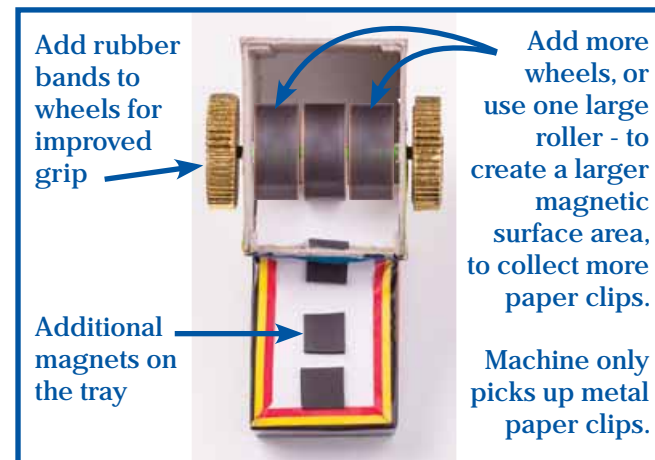 Add rubber
bands to
wheels for
improved
grip
Additional
magnets on
the tray
Add more
wheels, or
use one large
roller - to
create a larger
magnetic
surface area,
to collect more
paper clips.
Machine only
picks up metal
paper clips.